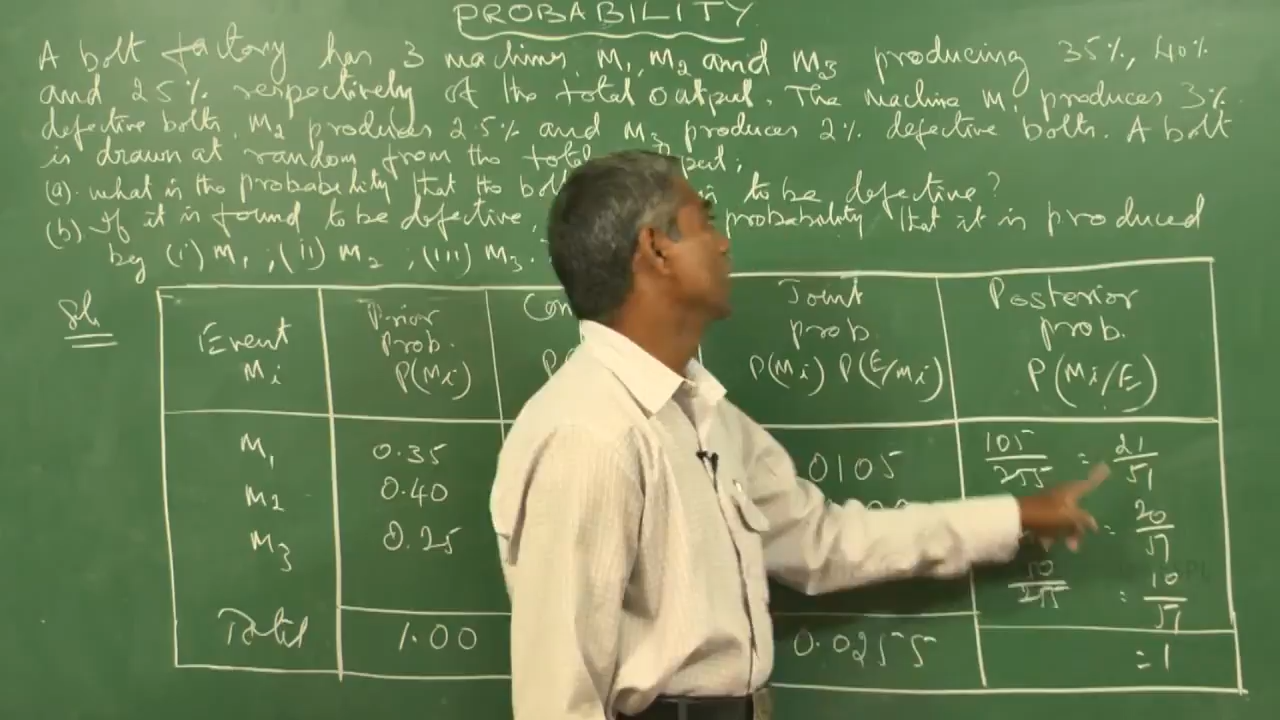 PROBABILITY
A bolt factory has 3 machines, M1, M2 and M3 producing 35%, 40%
and 25% respectively of the total output. The machine M1 produces 3%
defective bolts, M2 produces 2.5% and M3 produces 2% defective bolts. A bolt
is drawn at random from the
(a). what is the probability that the to be defective?
(b). If it is found to be defective, probability that it is produced
by (i) M1 ; (ii) M2 ; (iii) M3.
Sol.
Event Mi
Prior prob. P(Mi)
Joint prob. P(Mi) P(E/Mi)
Posterior prob. P(Mi/E)
M1 0.35 0105 105/255 = 21/51
M2 0.40 = 20/51
M3 0.25 50/255 = 10/51
Total 1.00 0.0255 = 1